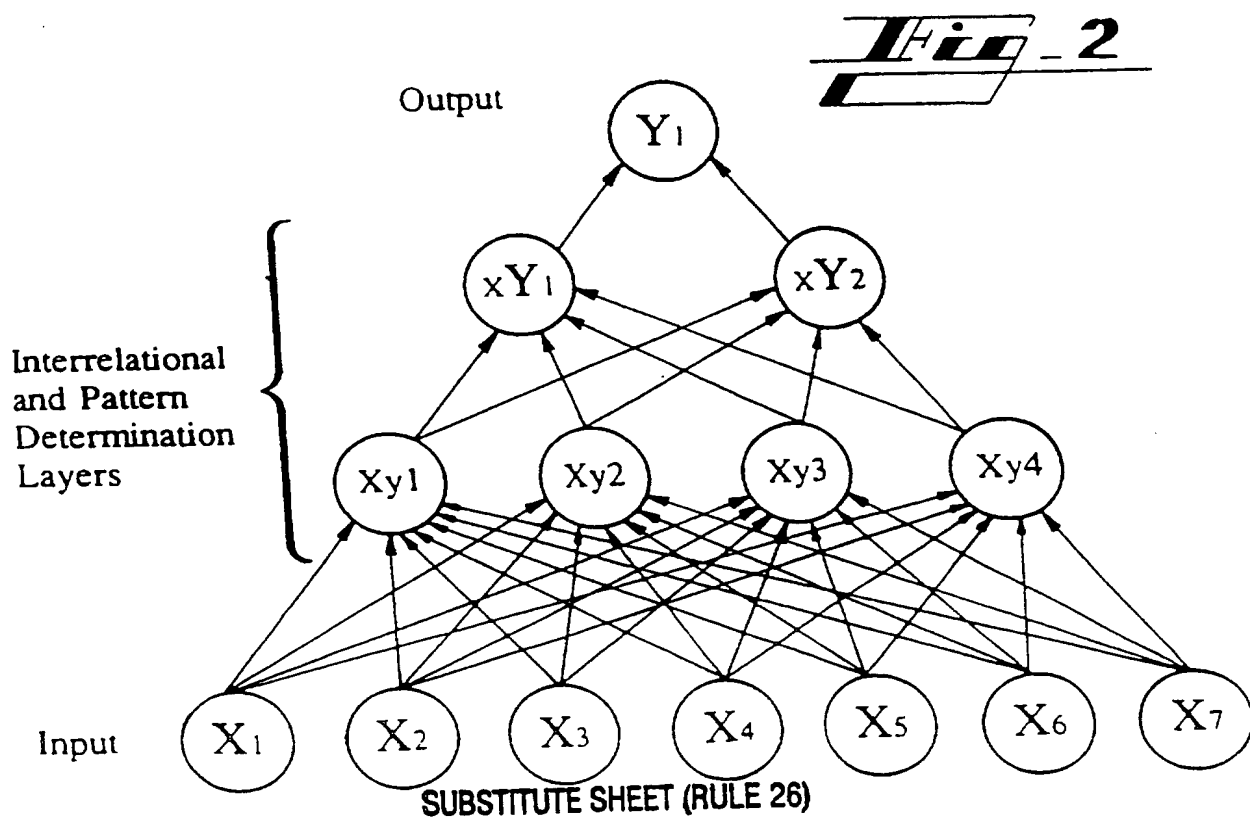 Fig_2
Output
Y1
xY1 xY2
Interrelational
and Pattern
Determination
Layers
Xy1 Xy2 Xy3 Xy4
Input
X1 X2 X3 X4 X5 X6 X7
SUBSTITUTE SHEET (RULE 26)